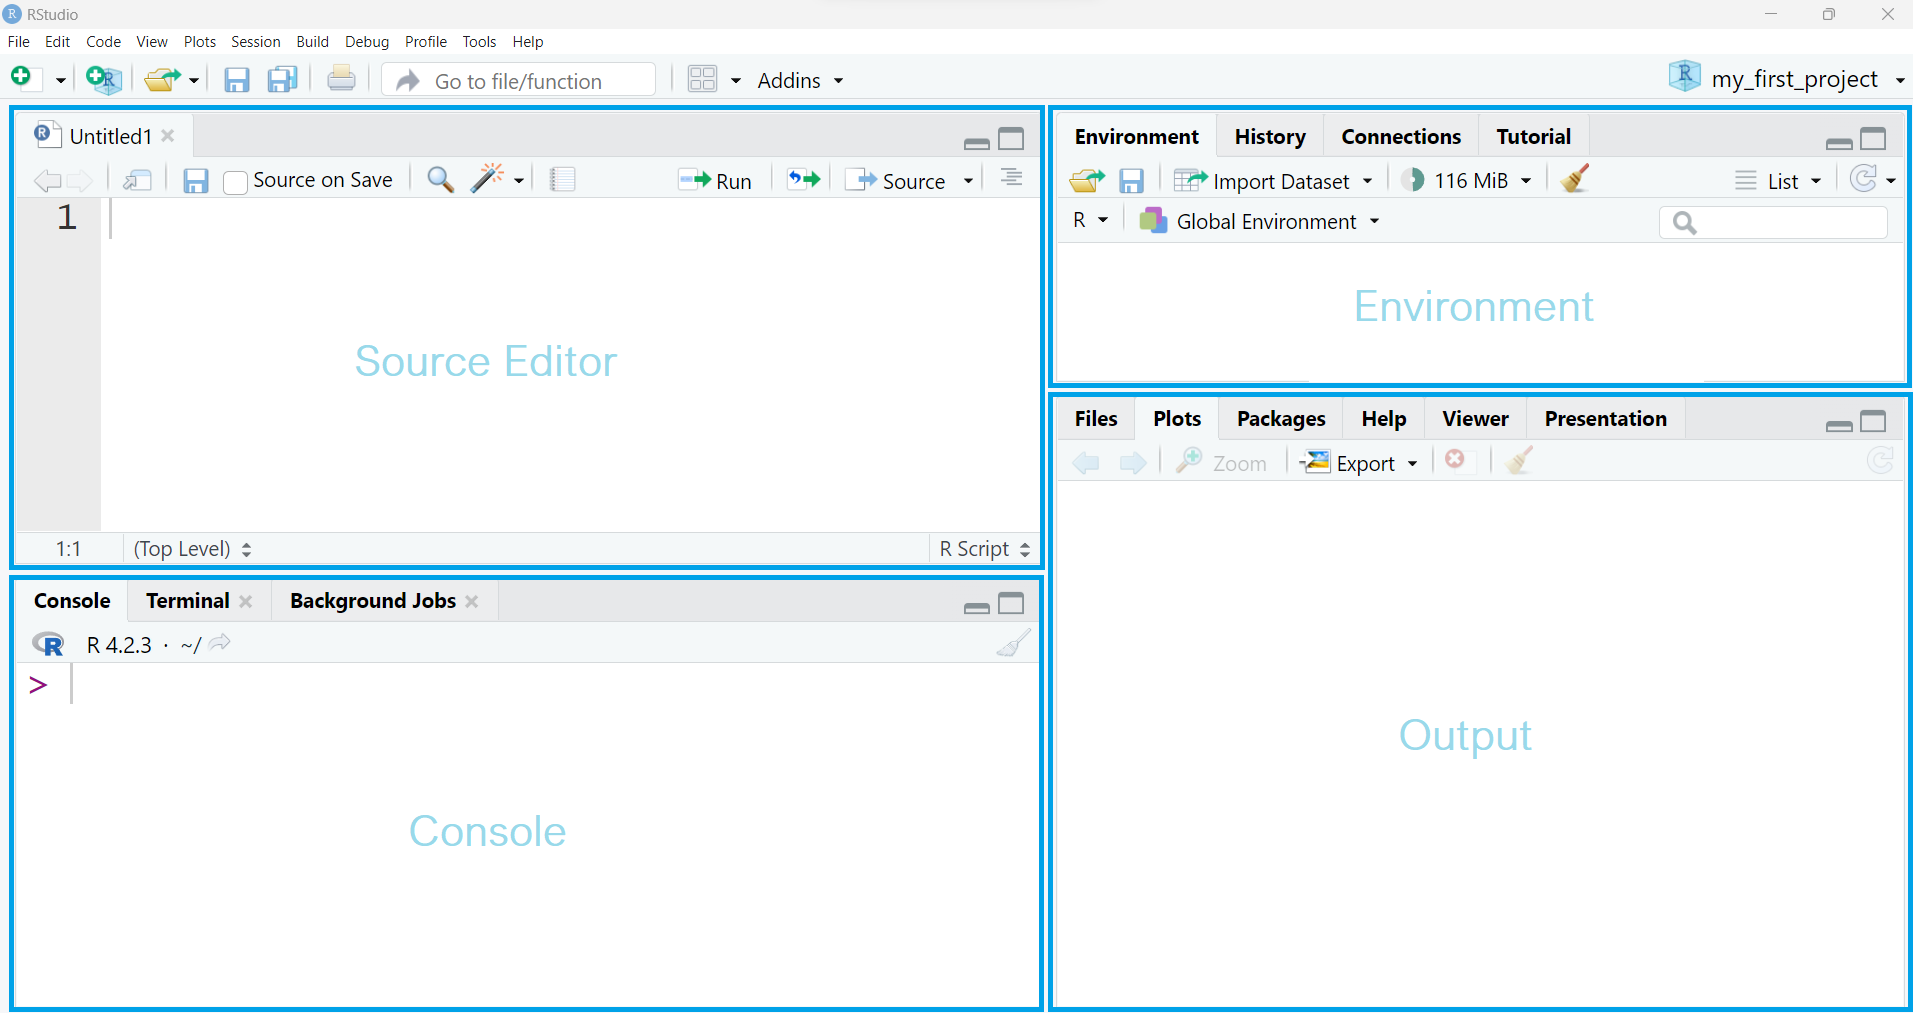 RStudio
File Edit Code View Plots Session Build Debug Profile Tools Help
Go to file/function Addins my_first_project
Untitled1
Source on Save Run Source
1
Source Editor
1:1 (Top Level) R Script
Console Terminal Background Jobs
R 4.2.3 · ~/
>
Console
Environment History Connections Tutorial
Import Dataset 116 MiB List
R Global Environment
Environment
Files Plots Packages Help Viewer Presentation
Zoom Export
Output